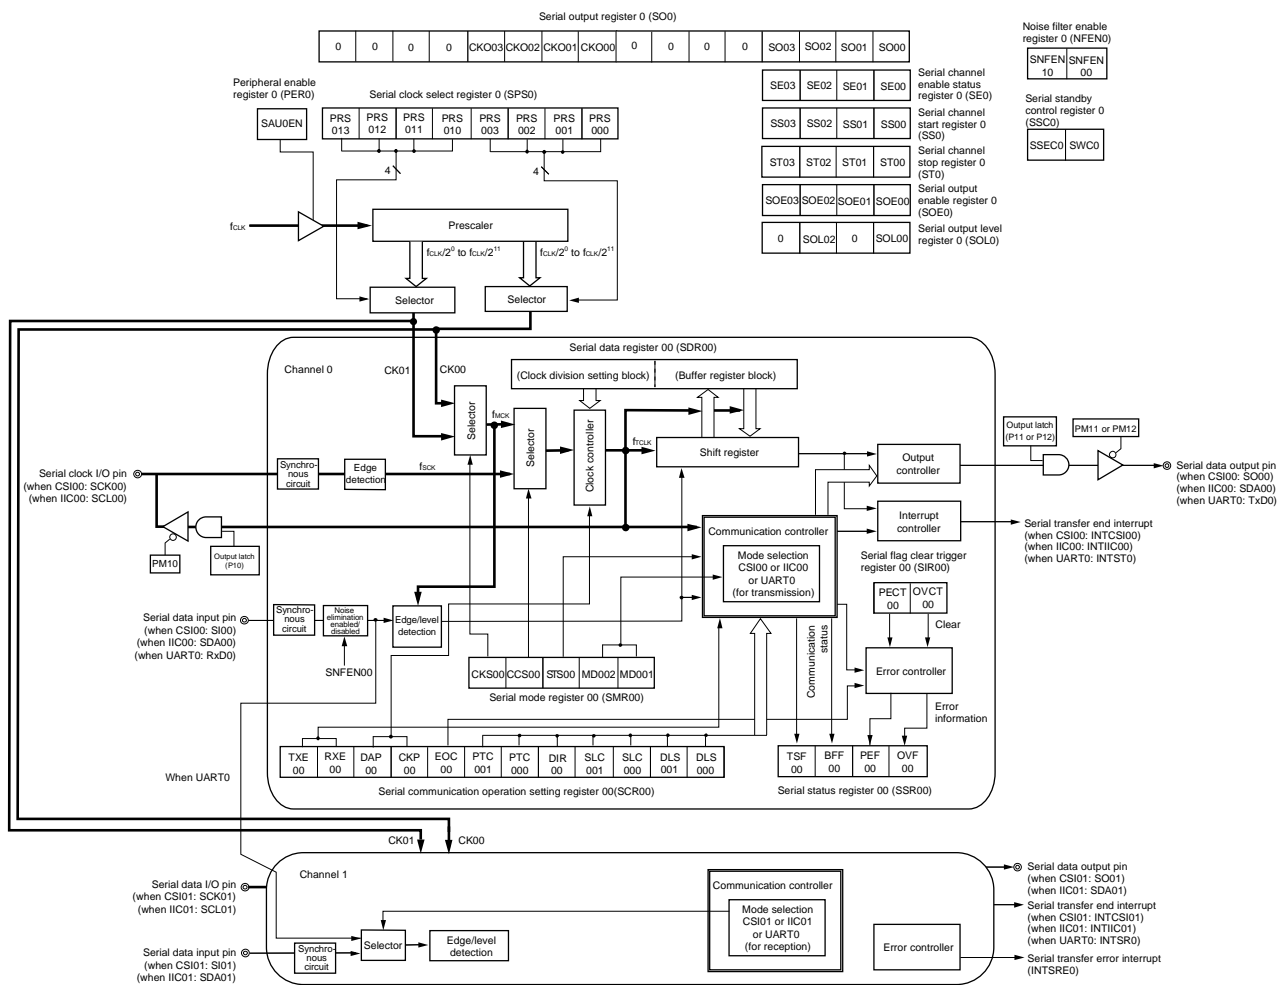 Serial output register 0 (SO0)
0 0 0 0 CKO03 CKO02 CKO01 CKO00 0 0 0 0 SO03 SO02 SO01 SO00
Noise filter enable
register 0 (NFEN0)
SNFEN SNFEN
10 00
Peripheral enable
register 0 (PER0)
SAU0EN
Serial clock select register 0 (SPS0)
PRS PRS PRS PRS PRS PRS PRS PRS
013 012 011 010 003 002 001 000
4
4
SE03 SE02 SE01 SE00
Serial channel
enable status
register 0 (SE0)
SS03 SS02 SS01 SS00
Serial channel
start register 0
(SS0)
ST03 ST02 ST01 ST00
Serial channel
stop register 0
(ST0)
SOE03 SOE02 SOE01 SOE00
Serial output
enable register 0
(SOE0)
0 SOL02 0 SOL00
Serial output level
register 0 (SOL0)
Serial standby
control register 0
(SSC0)
SSEC0 SWC0
fCLK
Prescaler
fCLK/2⁰ to fCLK/2¹¹
fCLK/2⁰ to fCLK/2¹¹
Selector
Selector
Channel 0
CK01
CK00
Serial data register 00 (SDR00)
(Clock division setting block)
(Buffer register block)
Selector
fMCK
Selector
Clock controller
fTCLK
Shift register
Output
controller
Output latch
(P11 or P12)
PM11 or PM12
Serial data output pin
(when CSI00: SO00)
(when IIC00: SDA00)
(when UART0: TxD0)
Serial clock I/O pin
(when CSI00: SCK00)
(when IIC00: SCL00)
Synchro-
nous
circuit
Edge
detection
fSCK
PM10
Output latch
(P10)
Communication controller
Mode selection
CSI00 or IIC00
or UART0
(for transmission)
Interrupt
controller
Serial transfer end interrupt
(when CSI00: INTCSI00)
(when IIC00: INTIIC00)
(when UART0: INTST0)
Serial flag clear trigger
register 00 (SIR00)
PECT OVCT
00 00
Clear
Serial data input pin
(when CSI00: SI00)
(when IIC00: SDA00)
(when UART0: RxD0)
Synchro-
nous
circuit
Noise
elimination
enabled/
disabled
SNFEN00
Edge/level
detection
CKS00 CCS00 STS00 MD002 MD001
Serial mode register 00 (SMR00)
Communication
status
Error controller
Error
information
When UART0
TXE RXE DAP CKP EOC PTC PTC DIR SLC SLC DLS DLS
00 00 00 00 00 001 000 00 001 000 001 000
Serial communication operation setting register 00(SCR00)
TSF BFF PEF OVF
00 00 00 00
Serial status register 00 (SSR00)
CK01
CK00
Channel 1
Serial data I/O pin
(when CSI01: SCK01)
(when IIC01: SCL01)
Serial data input pin
(when CSI01: SI01)
(when IIC01: SDA01)
Synchro-
nous
circuit
Selector
Edge/level
detection
Communication controller
Mode selection
CSI01 or IIC01
or UART0
(for reception)
Error controller
Serial data output pin
(when CSI01: SO01)
(when IIC01: SDA01)
Serial transfer end interrupt
(when CSI01: INTCSI01)
(when IIC01: INTIIC01)
(when UART0: INTSR0)
Serial transfer error interrupt
(INTSRE0)